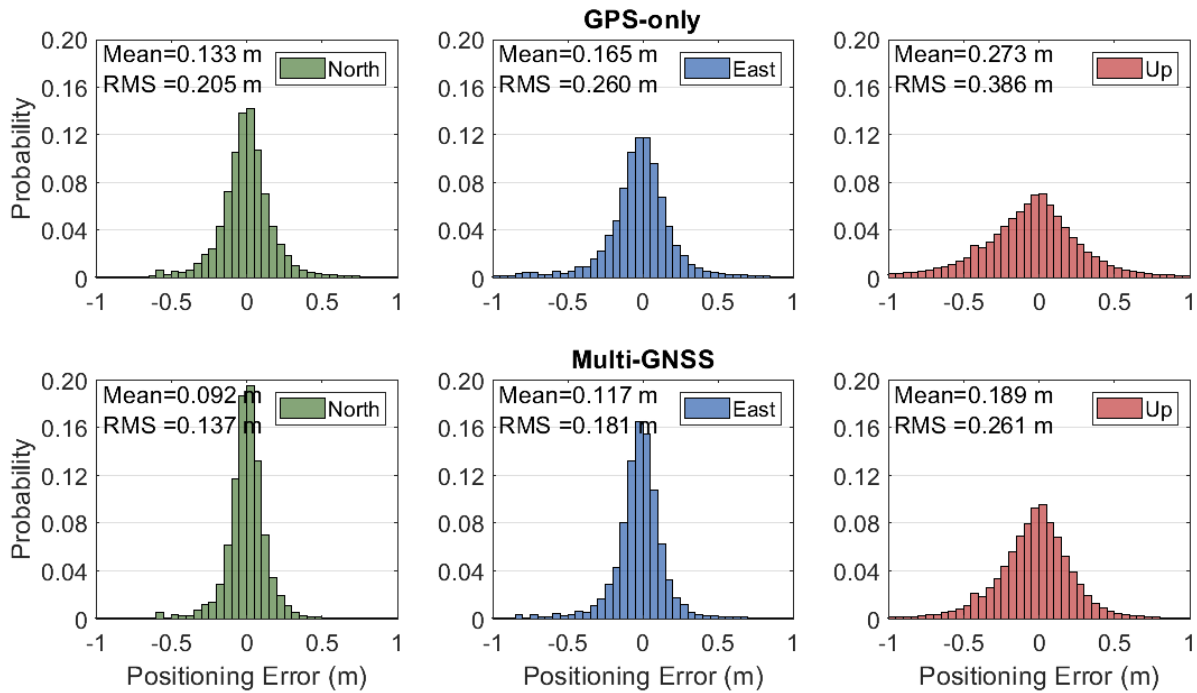 GPS-only
Mean=0.133 m
RMS =0.205 m
North
Mean=0.165 m
RMS =0.260 m
East
Mean=0.273 m
RMS =0.386 m
Up
Probability
0.20
0.16
0.12
0.08
0.04
0
-1 -0.5 0 0.5 1
0.20
0.16
0.12
0.08
0.04
0
-1 -0.5 0 0.5 1
0.20
0.16
0.12
0.08
0.04
0
-1 -0.5 0 0.5 1
Multi-GNSS
Mean=0.092 m
RMS =0.137 m
North
Mean=0.117 m
RMS =0.181 m
East
Mean=0.189 m
RMS =0.261 m
Up
Probability
0.20
0.16
0.12
0.08
0.04
0
-1 -0.5 0 0.5 1
Positioning Error (m)
0.20
0.16
0.12
0.08
0.04
0
-1 -0.5 0 0.5 1
Positioning Error (m)
0.20
0.16
0.12
0.08
0.04
0
-1 -0.5 0 0.5 1
Positioning Error (m)